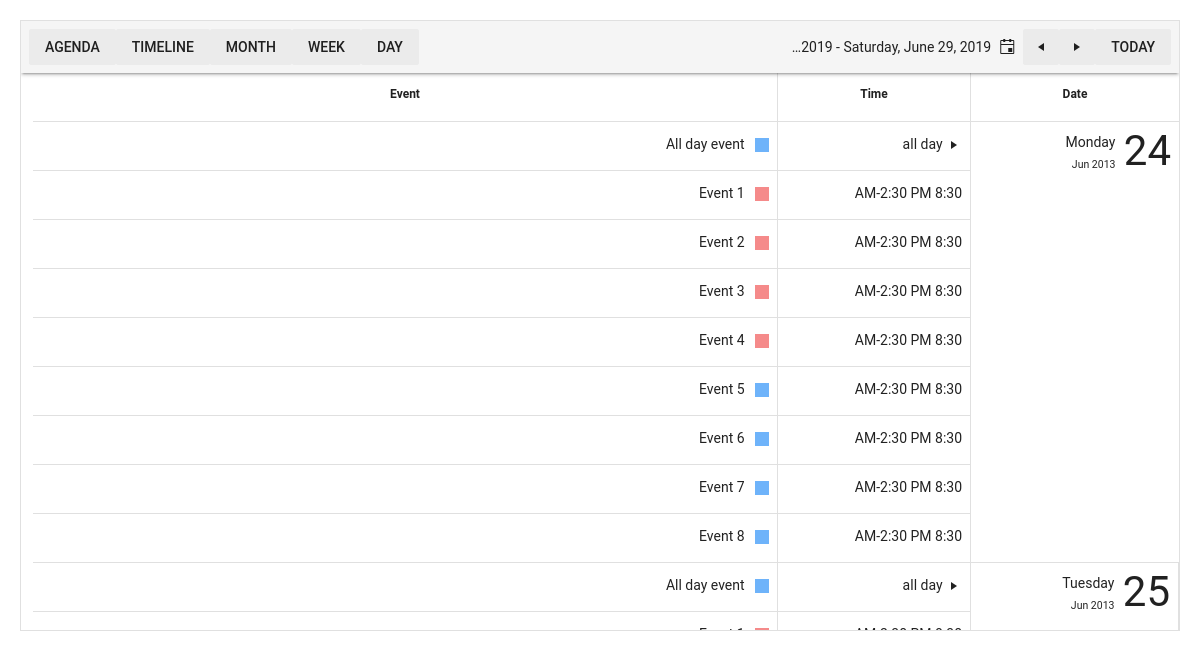 AGENDA TIMELINE MONTH WEEK DAY
...2019 - Saturday, June 29, 2019 TODAY
Event Time Date
All day event all day Monday 24
Jun 2013
Event 1 AM-2:30 PM 8:30
Event 2 AM-2:30 PM 8:30
Event 3 AM-2:30 PM 8:30
Event 4 AM-2:30 PM 8:30
Event 5 AM-2:30 PM 8:30
Event 6 AM-2:30 PM 8:30
Event 7 AM-2:30 PM 8:30
Event 8 AM-2:30 PM 8:30
All day event all day Tuesday 25
Jun 2013